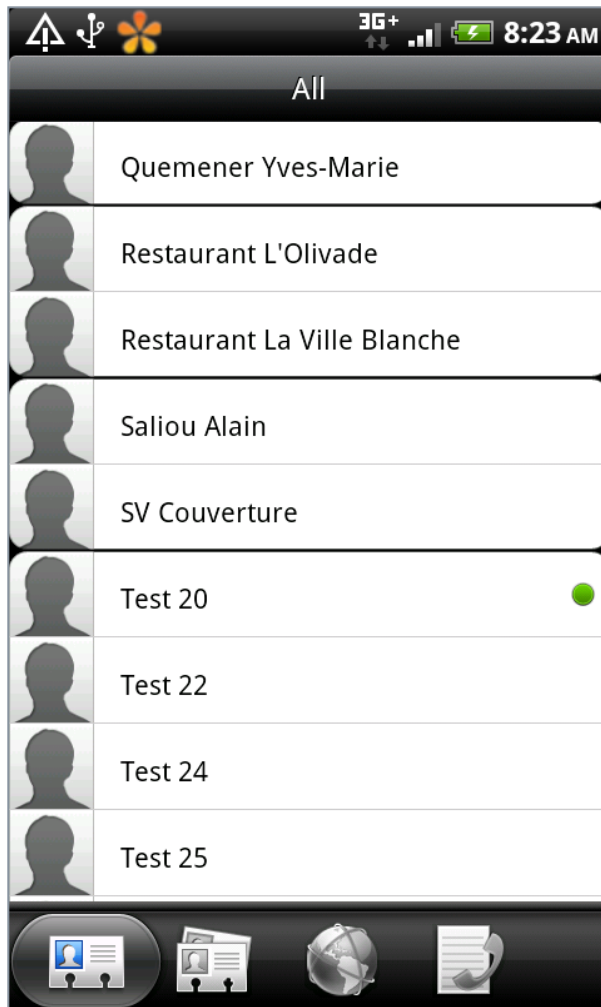 3G+ 8:23 AM
All
Quemener Yves-Marie
Restaurant L'Olivade
Restaurant La Ville Blanche
Saliou Alain
SV Couverture
Test 20
Test 22
Test 24
Test 25